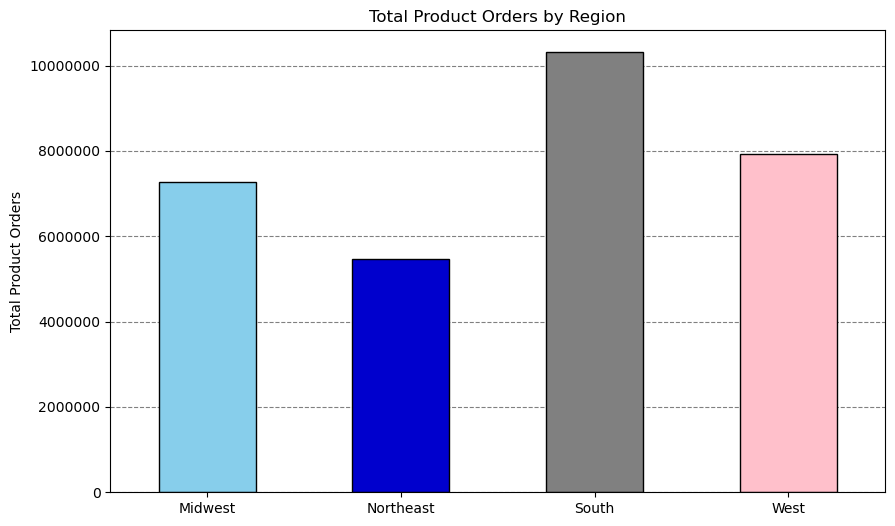 Total Product Orders by Region
Total Product Orders
10000000
8000000
6000000
4000000
2000000
0
Midwest
Northeast
South
West